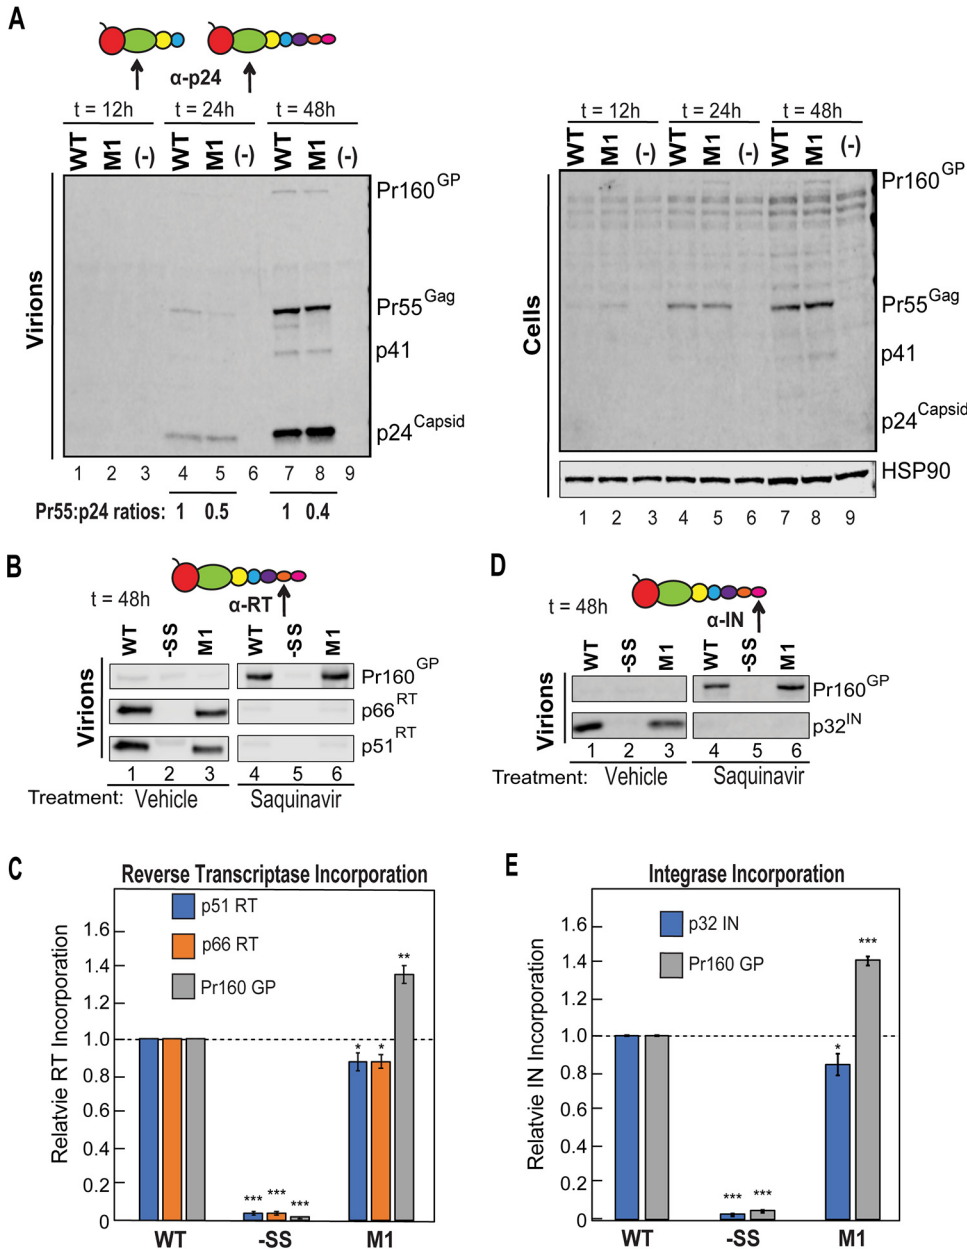 A
α-p24
t = 12h t = 24h t = 48h
WT M1 (-) WT M1 (-) WT M1 (-)
Virions
Pr160GP
Pr55Gag
p41
p24Capsid
1 2 3 4 5 6 7 8 9
Pr55:p24 ratios: 1 0.5 1 0.4
t = 12h t = 24h t = 48h
WT M1 (-) WT M1 (-) WT M1 (-)
Cells
Pr160GP
Pr55Gag
p41
p24Capsid
HSP90
1 2 3 4 5 6 7 8 9
B
t = 48h
α-RT
WT -SS M1 WT -SS M1
Virions
Pr160GP
p66RT
p51RT
1 2 3 4 5 6
Treatment: Vehicle Saquinavir
D
t = 48h
α-IN
WT -SS M1 WT -SS M1
Virions
Pr160GP
p32IN
1 2 3 4 5 6
Treatment: Vehicle Saquinavir
C
Reverse Transcriptase Incorporation
p51 RT
p66 RT
Pr160 GP
Relatvie RT Incorporation
1.6
1.4
1.2
1.0
0.8
0.6
0.4
0.2
0
*** *** ***
* * **
WT -SS M1
E
Integrase Incorporation
p32 IN
Pr160 GP
Relatvie IN Incorporation
1.6
1.4
1.2
1.0
0.8
0.6
0.4
0.2
0
*** ***
* ***
WT -SS M1